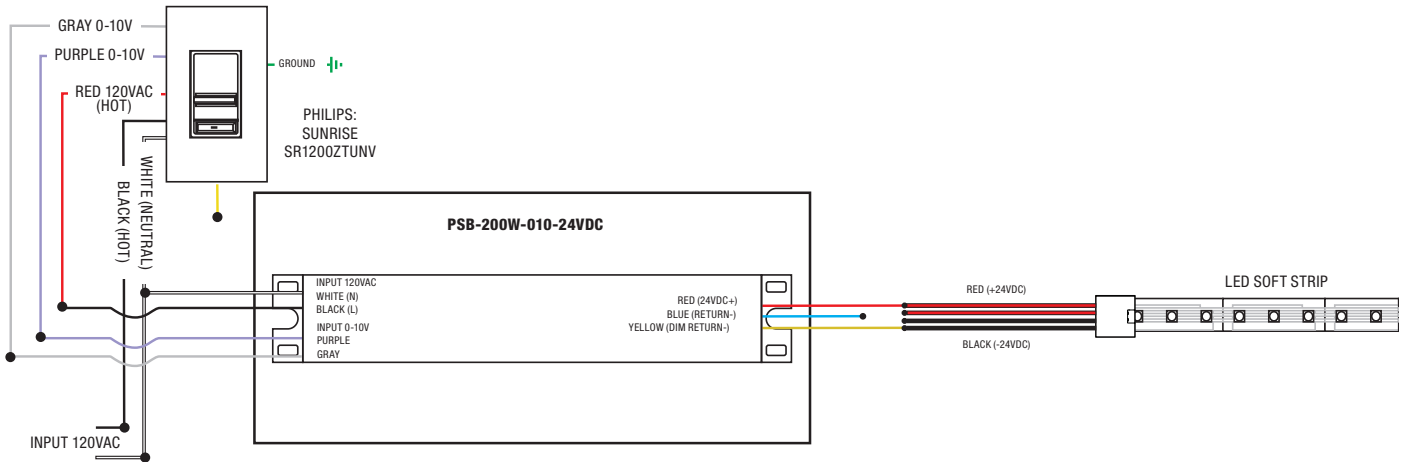 GRAY 0-10V
PURPLE 0-10V
RED 120VAC
(HOT)
GROUND
PHILIPS:
SUNRISE
SR1200ZTUNV
WHITE (NEUTRAL)
BLACK (HOT)
INPUT 120VAC
PSB-200W-010-24VDC
INPUT 120VAC
WHITE (N)
BLACK (L)
INPUT 0-10V
PURPLE
GRAY
RED (24VDC+)
BLUE (RETURN-)
YELLOW (DIM RETURN-)
RED (+24VDC)
BLACK (-24VDC)
LED SOFT STRIP